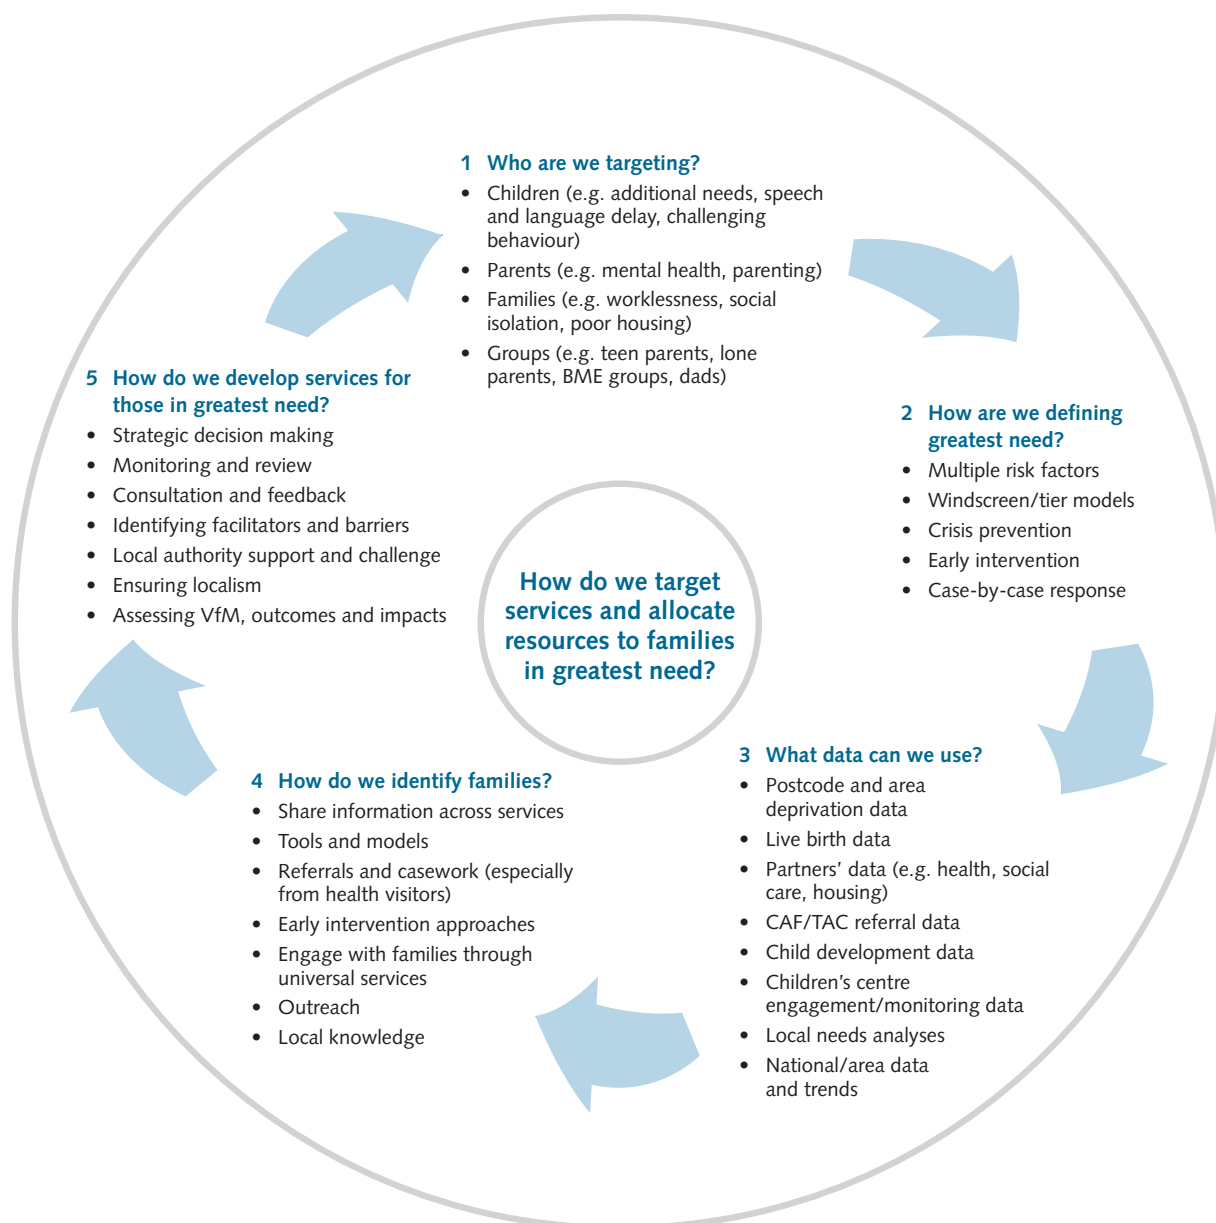 1 Who are we targeting?
• Children (e.g. additional needs, speech
and language delay, challenging
behaviour)
• Parents (e.g. mental health, parenting)
• Families (e.g. worklessness, social
isolation, poor housing)
• Groups (e.g. teen parents, lone
parents, BME groups, dads)
2 How are we defining
greatest need?
• Multiple risk factors
• Windscreen/tier models
• Crisis prevention
• Early intervention
• Case-by-case response
3 What data can we use?
• Postcode and area
deprivation data
• Live birth data
• Partners’ data (e.g. health, social
care, housing)
• CAF/TAC referral data
• Child development data
• Children’s centre
engagement/monitoring data
• Local needs analyses
• National/area data
and trends
4 How do we identify families?
• Share information across services
• Tools and models
• Referrals and casework (especially
from health visitors)
• Early intervention approaches
• Engage with families through
universal services
• Outreach
• Local knowledge
5 How do we develop services for
those in greatest need?
• Strategic decision making
• Monitoring and review
• Consultation and feedback
• Identifying facilitators and barriers
• Local authority support and challenge
• Ensuring localism
• Assessing VfM, outcomes and impacts
How do we target
services and allocate
resources to families
in greatest need?